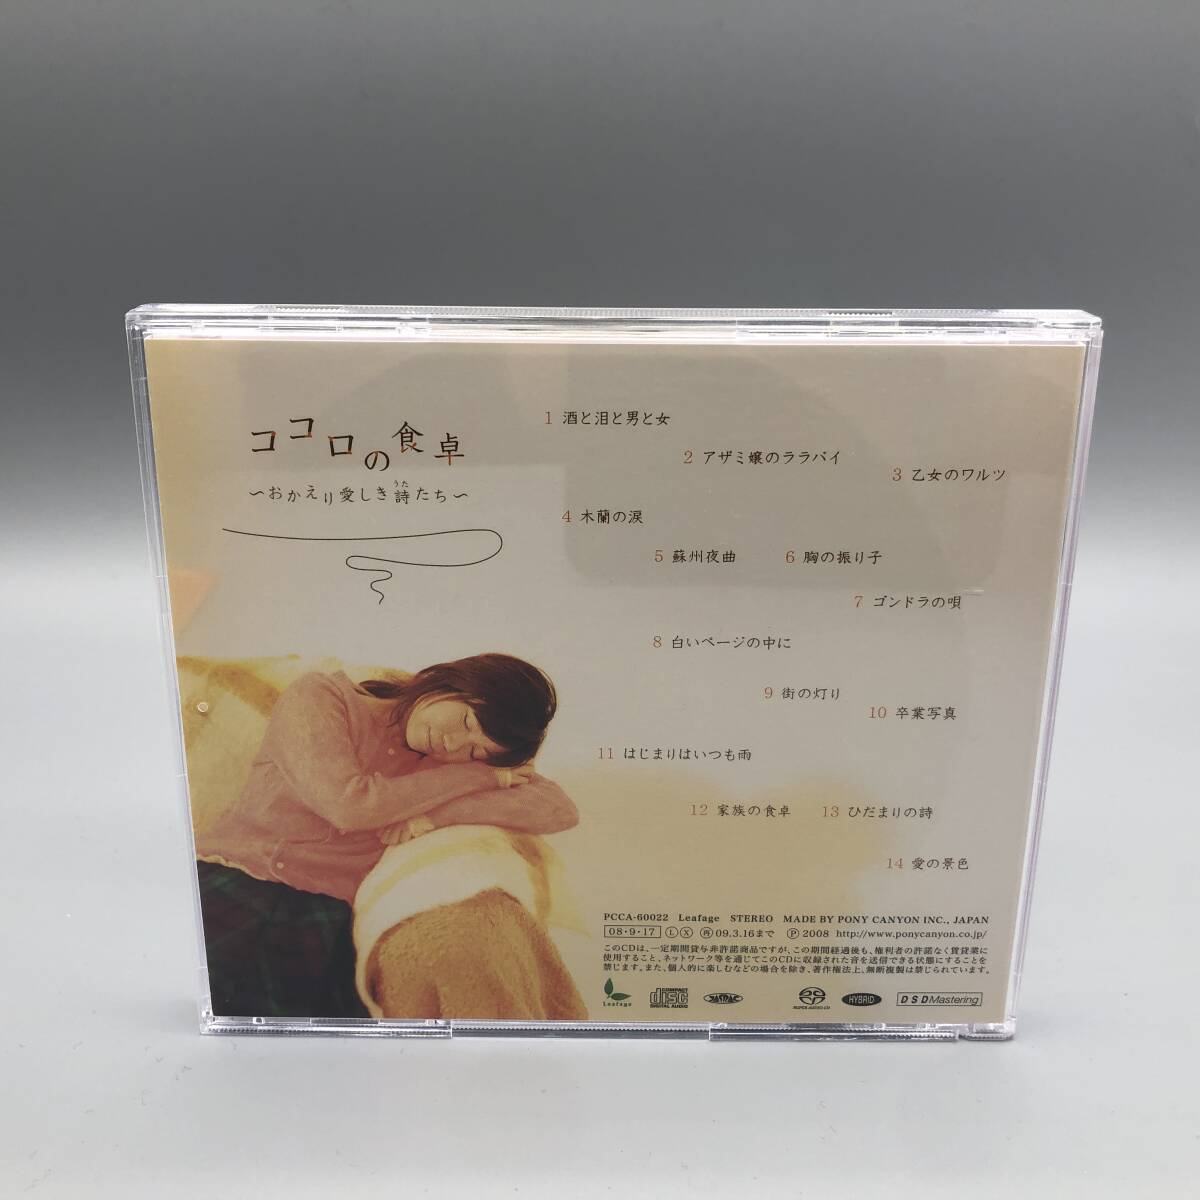 ココロの食卓
うた
〜おかえり愛しき詩たち〜
1 酒と泪と男と女
2 アザミ嬢のララバイ
3 乙女のワルツ
4 木蘭の涙
5 蘇州夜曲
6 胸の振り子
7 ゴンドラの唄
8 白いページの中に
9 街の灯り
10 卒業写真
11 はじまりはいつも雨
12 家族の食卓
13 ひだまりの詩
14 愛の景色
PCCA-60022 Leafage STEREO MADE BY PONY CANYON INC., JAPAN
08・9・17 L X 再 09.3.16まで Ⓟ 2008 http://www.ponycanyon.co.jp/
このCDは、一定期間貸与非許諾商品ですが、この期間経過後も、権利者の許諾なく賃貸業に
使用すること、ネットワーク等を通じてこのCDに収録された音を送信できる状態にすることを
禁じます。また、個人的に楽しむなどの場合を除き、著作権法上、無断複製は禁じられています。
Leafage
COMPACT disc DIGITAL AUDIO
JASRAC
SUPER AUDIO CD
HYBRID
DSD Mastering